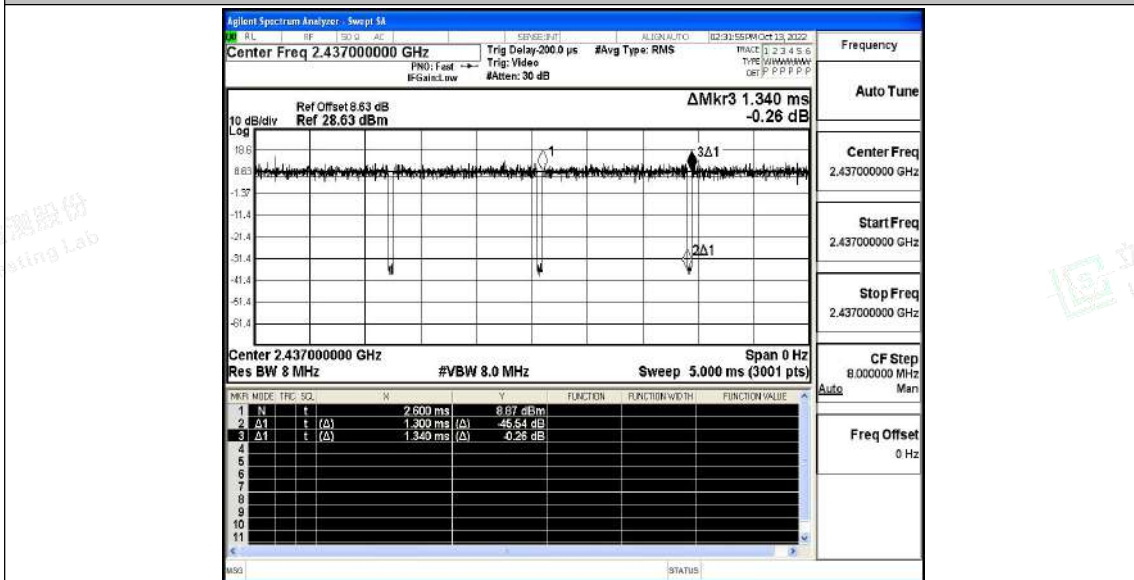 Agilent Spectrum Analyzer - Swept SA
RL RF 50 Ω AC SENSE:INT ALIGN AUTO 02:31:55 PM Oct 13, 2022
Center Freq 2.437000000 GHz
PNO: Fast
IFGain:Low
Trig Delay-200.0 µs
Trig: Video
#Atten: 30 dB
#Avg Type: RMS
TRACE 1 2 3 4 5 6
TYPE
DET P P P P P P
Frequency
Auto Tune
Ref Offset 8.63 dB
Ref 28.63 dBm
10 dB/div
Log
ΔMkr3 1.340 ms
-0.26 dB
18.6
8.63
-1.37
-11.4
-21.4
-31.4
-41.4
-51.4
-61.4
1
3Δ1
2Δ1
Center Freq
2.437000000 GHz
Start Freq
2.437000000 GHz
Stop Freq
2.437000000 GHz
CF Step
8.000000 MHz
Auto Man
Freq Offset
0 Hz
Center 2.437000000 GHz
Span 0 Hz
Res BW 8 MHz
#VBW 8.0 MHz
Sweep 5.000 ms (3001 pts)
MKR MODE TRC SCL X Y FUNCTION FUNCTION WIDTH FUNCTION VALUE
1 N t 2.600 ms 8.87 dBm
2 Δ1 t (Δ) 1.300 ms (Δ) -45.54 dB
3 Δ1 t (Δ) 1.340 ms (Δ) -0.26 dB
4
5
6
7
8
9
10
11
MSG
STATUS
测股份
sting Lab
立